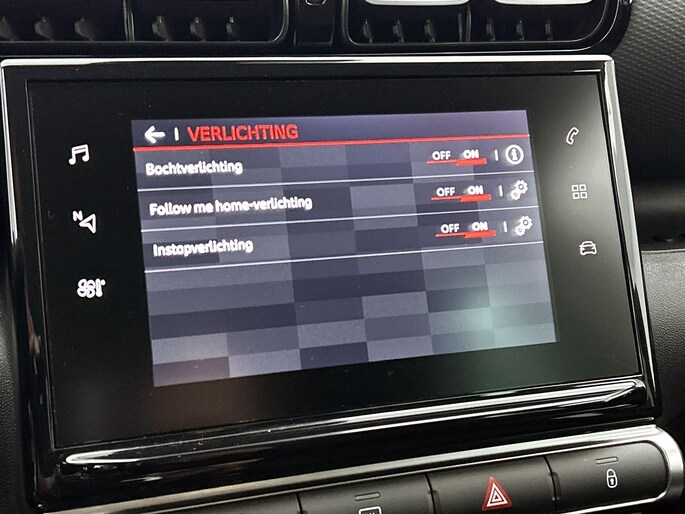 VERLICHTING
Bochtverlichting OFF ON
Follow me home-verlichting OFF ON
Instapverlichting OFF ON
N